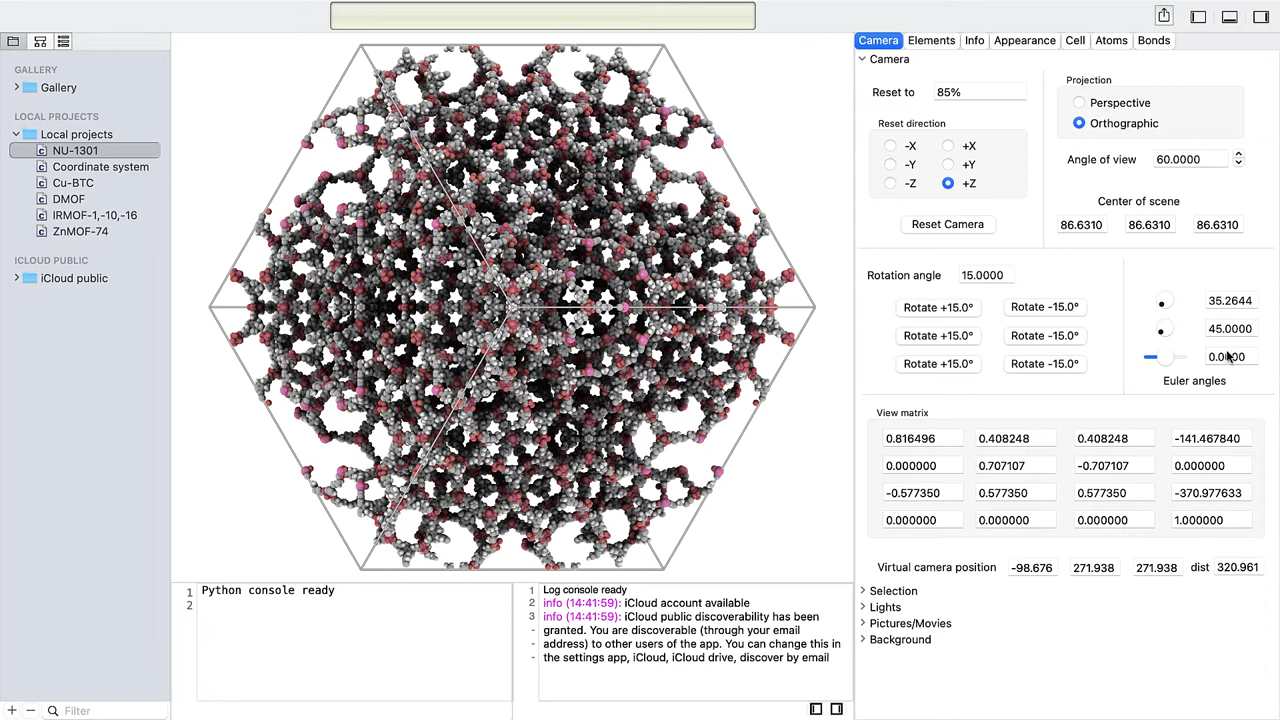 GALLERY
Gallery
LOCAL PROJECTS
Local projects
NU-1301
Coordinate system
Cu-BTC
DMOF
IRMOF-1,-10,-16
ZnMOF-74
ICLOUD PUBLIC
iCloud public
Filter
1 Python console ready
2
1 Log console ready
2 info (14:41:59): iCloud account available
3 info (14:41:59): iCloud public discoverability has been
- granted. You are discoverable (through your email
- address) to other users of the app. You can change this in
- the settings app, iCloud, iCloud drive, discover by email
Camera Elements Info Appearance Cell Atoms Bonds
Camera
Reset to 85%
Reset direction
-X +X
-Y +Y
-Z +Z
Reset Camera
Projection
Perspective
Orthographic
Angle of view 60.0000
Center of scene
86.6310 86.6310 86.6310
Rotation angle 15.0000
Rotate +15.0° Rotate -15.0°
Rotate +15.0° Rotate -15.0°
Rotate +15.0° Rotate -15.0°
35.2644
45.0000
0.0000
Euler angles
View matrix
0.816496 0.408248 0.408248 -141.467840
0.000000 0.707107 -0.707107 0.000000
-0.577350 0.577350 0.577350 -370.977633
0.000000 0.000000 0.000000 1.000000
Virtual camera position -98.676 271.938 271.938 dist 320.961
Selection
Lights
Pictures/Movies
Background